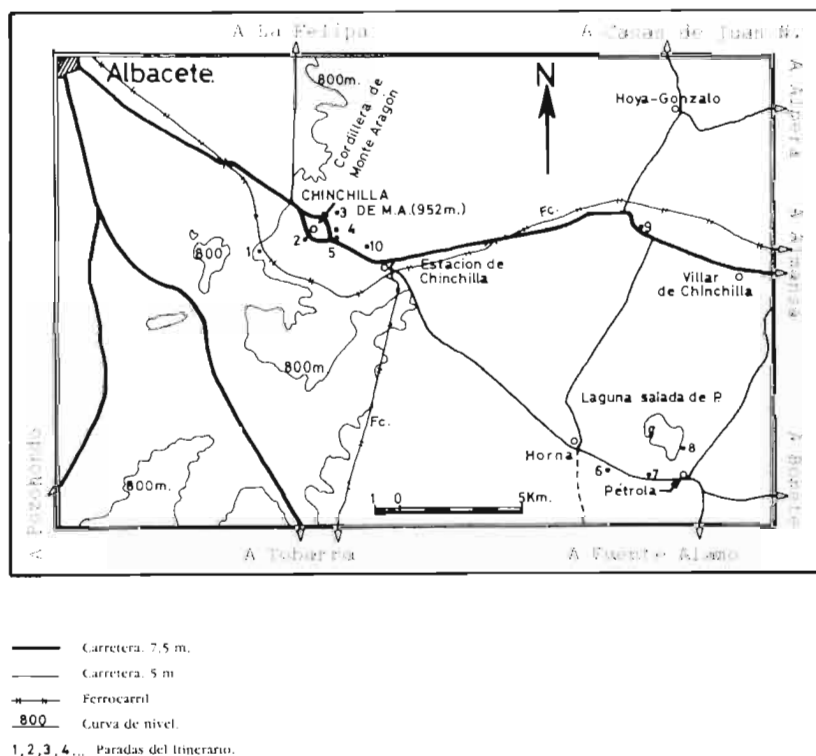 A La Felipa
A Casas de Juan N.
Albacete.
800m.
Cordillera de
Monte Aragón
N
Hoya-Gonzalo
A Alpera
CHINCHILLA
DE M.A.(952m.)
3
4
2
5
10
1
800
Fc.
9
A Almansa
Estacion de
Chinchilla
Villar
de Chinchilla
800m.
Laguna salada de P.
Fc.
8
Horna
6
7
Pétrola
A Bonete
800m.
1 0 5Km.
A Pozohondo
A Tobarra
A Fuente Alamo
Carretera. 7,5 m.
Carretera. 5 m
Ferrocarril
800 Curva de nivel.
1,2,3,4... Paradas del Itinerario.